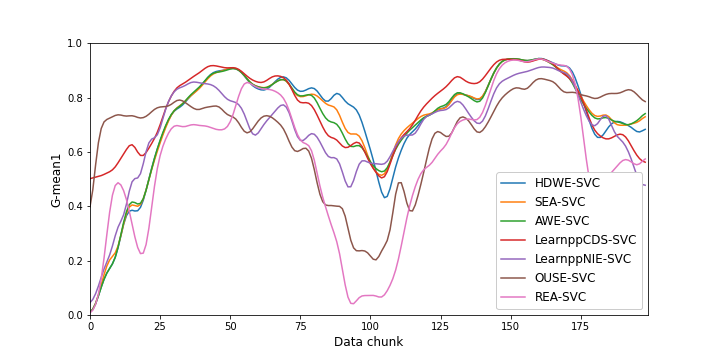 1.0
0.8
0.6
0.4
0.2
0.0
G-mean1
0 25 50 75 100 125 150 175
Data chunk
HDWE-SVC
SEA-SVC
AWE-SVC
LearnppCDS-SVC
LearnppNIE-SVC
OUSE-SVC
REA-SVC